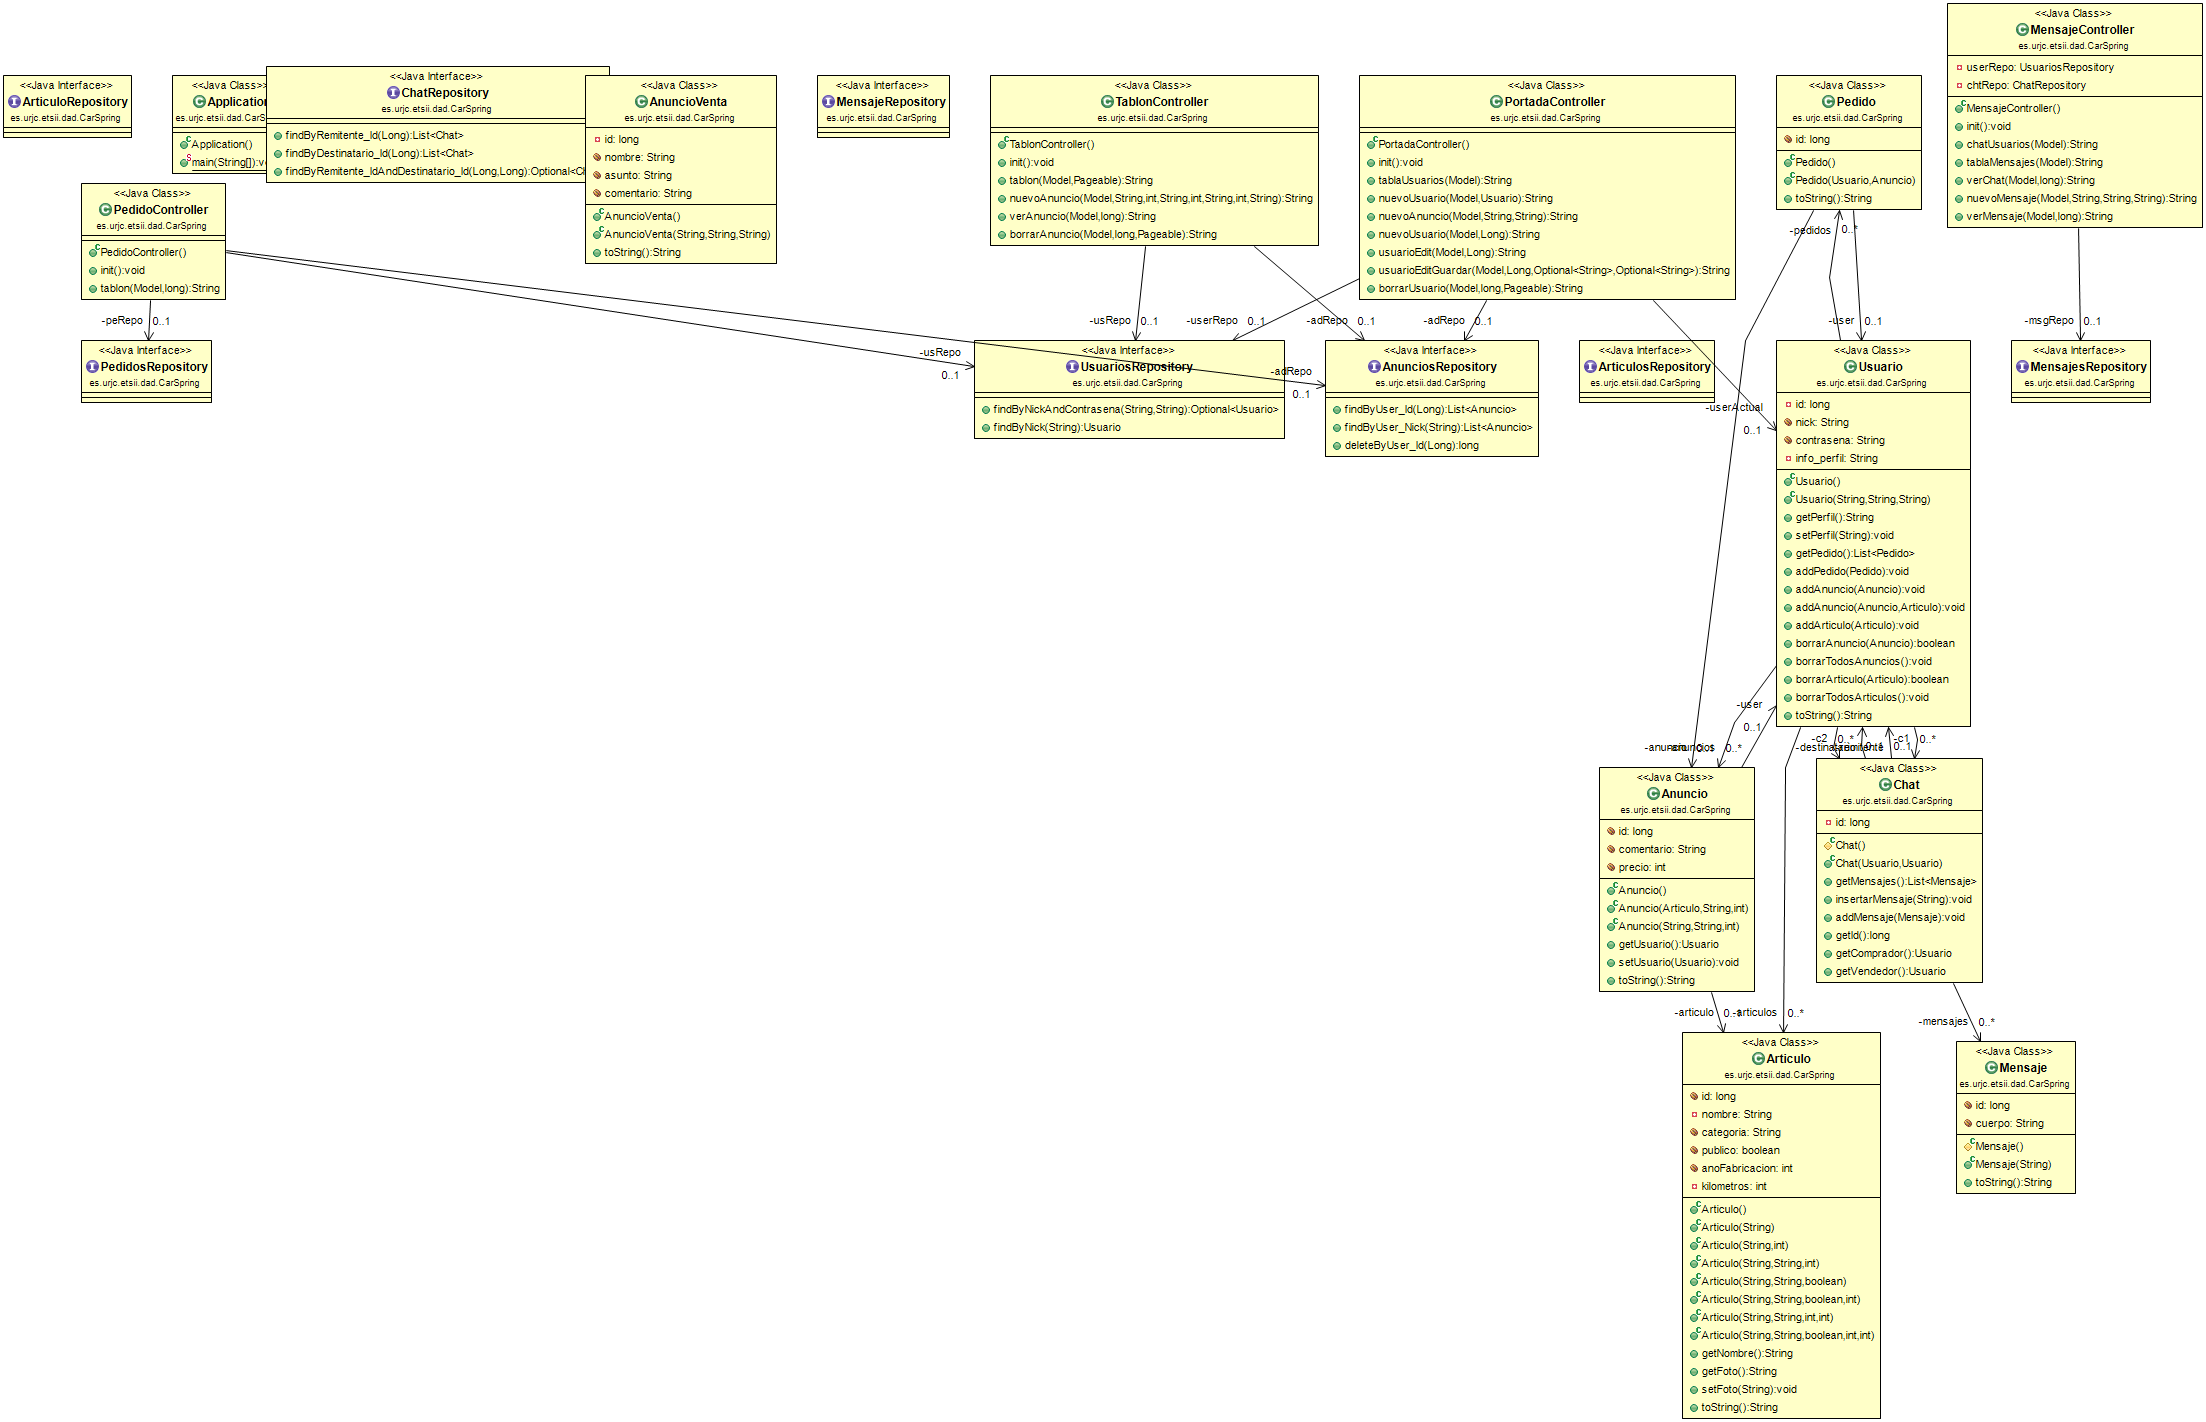 <<Java Interface>>
ArticuloRepository
es.urjc.etsii.dad.CarSpring
<<Java Class>>
Application
es.urjc.etsii.dad.CarSpring
Application()
main(String[]):vo
<<Java Interface>>
ChatRepository
es.urjc.etsii.dad.CarSpring
findByRemitente_Id(Long):List<Chat>
findByDestinatario_Id(Long):List<Chat>
findByRemitente_IdAndDestinatario_Id(Long,Long):Optional<Ch
<<Java Class>>
AnuncioVenta
es.urjc.etsii.dad.CarSpring
id: long
nombre: String
asunto: String
comentario: String
AnuncioVenta()
AnuncioVenta(String,String,String)
toString():String
<<Java Interface>>
MensajeRepository
es.urjc.etsii.dad.CarSpring
<<Java Class>>
TablonController
es.urjc.etsii.dad.CarSpring
TablonController()
init():void
tablon(Model,Pageable):String
nuevoAnuncio(Model,String,int,String,int,String,int,String):String
verAnuncio(Model,long):String
borrarAnuncio(Model,long,Pageable):String
<<Java Class>>
PortadaController
es.urjc.etsii.dad.CarSpring
PortadaController()
init():void
tablaUsuarios(Model):String
nuevoUsuario(Model,Usuario):String
nuevoAnuncio(Model,String,String):String
nuevoUsuario(Model,Long):String
usuarioEdit(Model,Long):String
usuarioEditGuardar(Model,Long,Optional<String>,Optional<String>):String
borrarUsuario(Model,long,Pageable):String
<<Java Class>>
Pedido
es.urjc.etsii.dad.CarSpring
id: long
Pedido()
Pedido(Usuario,Anuncio)
toString():String
<<Java Class>>
MensajeController
es.urjc.etsii.dad.CarSpring
userRepo: UsuariosRepository
chtRepo: ChatRepository
MensajeController()
init():void
chatUsuarios(Model):String
tablaMensajes(Model):String
verChat(Model,long):String
nuevoMensaje(Model,String,String,String):String
verMensaje(Model,long):String
<<Java Class>>
PedidoController
es.urjc.etsii.dad.CarSpring
PedidoController()
init():void
tablon(Model,long):String
-pedidos 0..*
-peRepo 0..1
-usRepo 0..1
-userRepo 0..1
-adRepo 0..1
-adRepo 0..1
-user 0..1
-msgRepo 0..1
-usRepo
0..1
-adRepo
0..1
-userActual
0..1
<<Java Interface>>
PedidosRepository
es.urjc.etsii.dad.CarSpring
<<Java Interface>>
UsuariosRepository
es.urjc.etsii.dad.CarSpring
findByNickAndContrasena(String,String):Optional<Usuario>
findByNick(String):Usuario
<<Java Interface>>
AnunciosRepository
es.urjc.etsii.dad.CarSpring
findByUser_Id(Long):List<Anuncio>
findByUser_Nick(String):List<Anuncio>
deleteByUser_Id(Long):long
<<Java Interface>>
ArticulosRepository
es.urjc.etsii.dad.CarSpring
<<Java Class>>
Usuario
es.urjc.etsii.dad.CarSpring
id: long
nick: String
contrasena: String
info_perfil: String
Usuario()
Usuario(String,String,String)
getPerfil():String
setPerfil(String):void
getPedido():List<Pedido>
addPedido(Pedido):void
addAnuncio(Anuncio):void
addAnuncio(Anuncio,Articulo):void
addArticulo(Articulo):void
borrarAnuncio(Anuncio):boolean
borrarTodosAnuncios():void
borrarArticulo(Articulo):boolean
borrarTodosArticulos():void
toString():String
<<Java Interface>>
MensajesRepository
es.urjc.etsii.dad.CarSpring
-user
0..1
-c2 0..*
-c1 0..*
0..*
0..1
<<Java Class>>
Anuncio
es.urjc.etsii.dad.CarSpring
id: long
comentario: String
precio: int
Anuncio()
Anuncio(Articulo,String,int)
Anuncio(String,String,int)
getUsuario():Usuario
setUsuario(Usuario):void
toString():String
<<Java Class>>
Chat
es.urjc.etsii.dad.CarSpring
id: long
Chat()
Chat(Usuario,Usuario)
getMensajes():List<Mensaje>
insertarMensaje(String):void
addMensaje(Mensaje):void
getId():long
getComprador():Usuario
getVendedor():Usuario
-articulo
-articulos 0..*
-mensajes 0..*
<<Java Class>>
Articulo
es.urjc.etsii.dad.CarSpring
id: long
nombre: String
categoria: String
publico: boolean
anoFabricacion: int
kilometros: int
Articulo()
Articulo(String)
Articulo(String,int)
Articulo(String,String,int)
Articulo(String,String,boolean)
Articulo(String,String,boolean,int)
Articulo(String,String,int,int)
Articulo(String,String,boolean,int,int)
getNombre():String
getFoto():String
setFoto(String):void
toString():String
<<Java Class>>
Mensaje
es.urjc.etsii.dad.CarSpring
id: long
cuerpo: String
Mensaje()
Mensaje(String)
toString():String